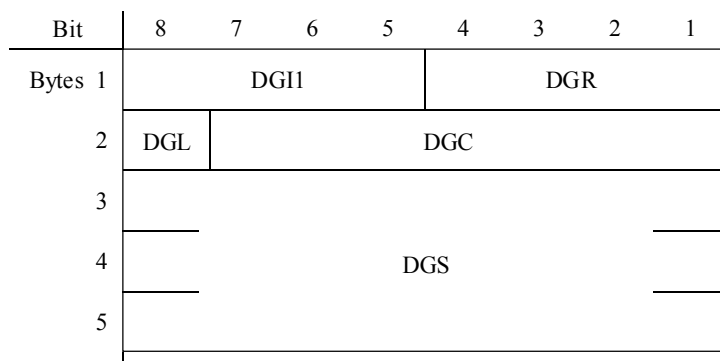 Bit 8 7 6 5 4 3 2 1
Bytes 1 DGI1 DGR
2 DGL DGC
3
4 DGS
5